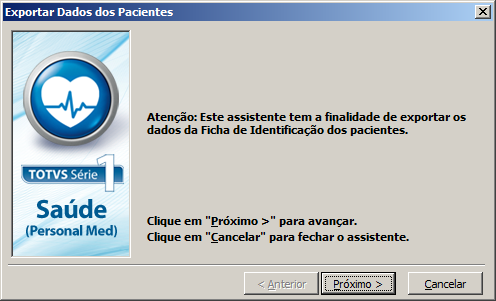 Exportar Dados dos Pacientes
TOTVS Série 1
Saúde
(Personal Med)
Atenção: Este assistente tem a finalidade de exportar os
dados da Ficha de Identificação dos pacientes.
Clique em "Próximo >" para avançar.
Clique em "Cancelar" para fechar o assistente.
< Anterior
Próximo >
Cancelar